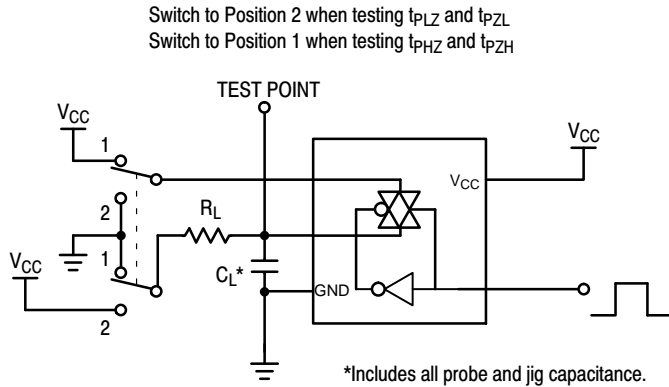 Switch to Position 2 when testing tPLZ and tPZL
Switch to Position 1 when testing tPHZ and tPZH
TEST POINT
VCC
1
VCC
VCC
RL
2
1
VCC
CL*
GND
2
*Includes all probe and jig capacitance.